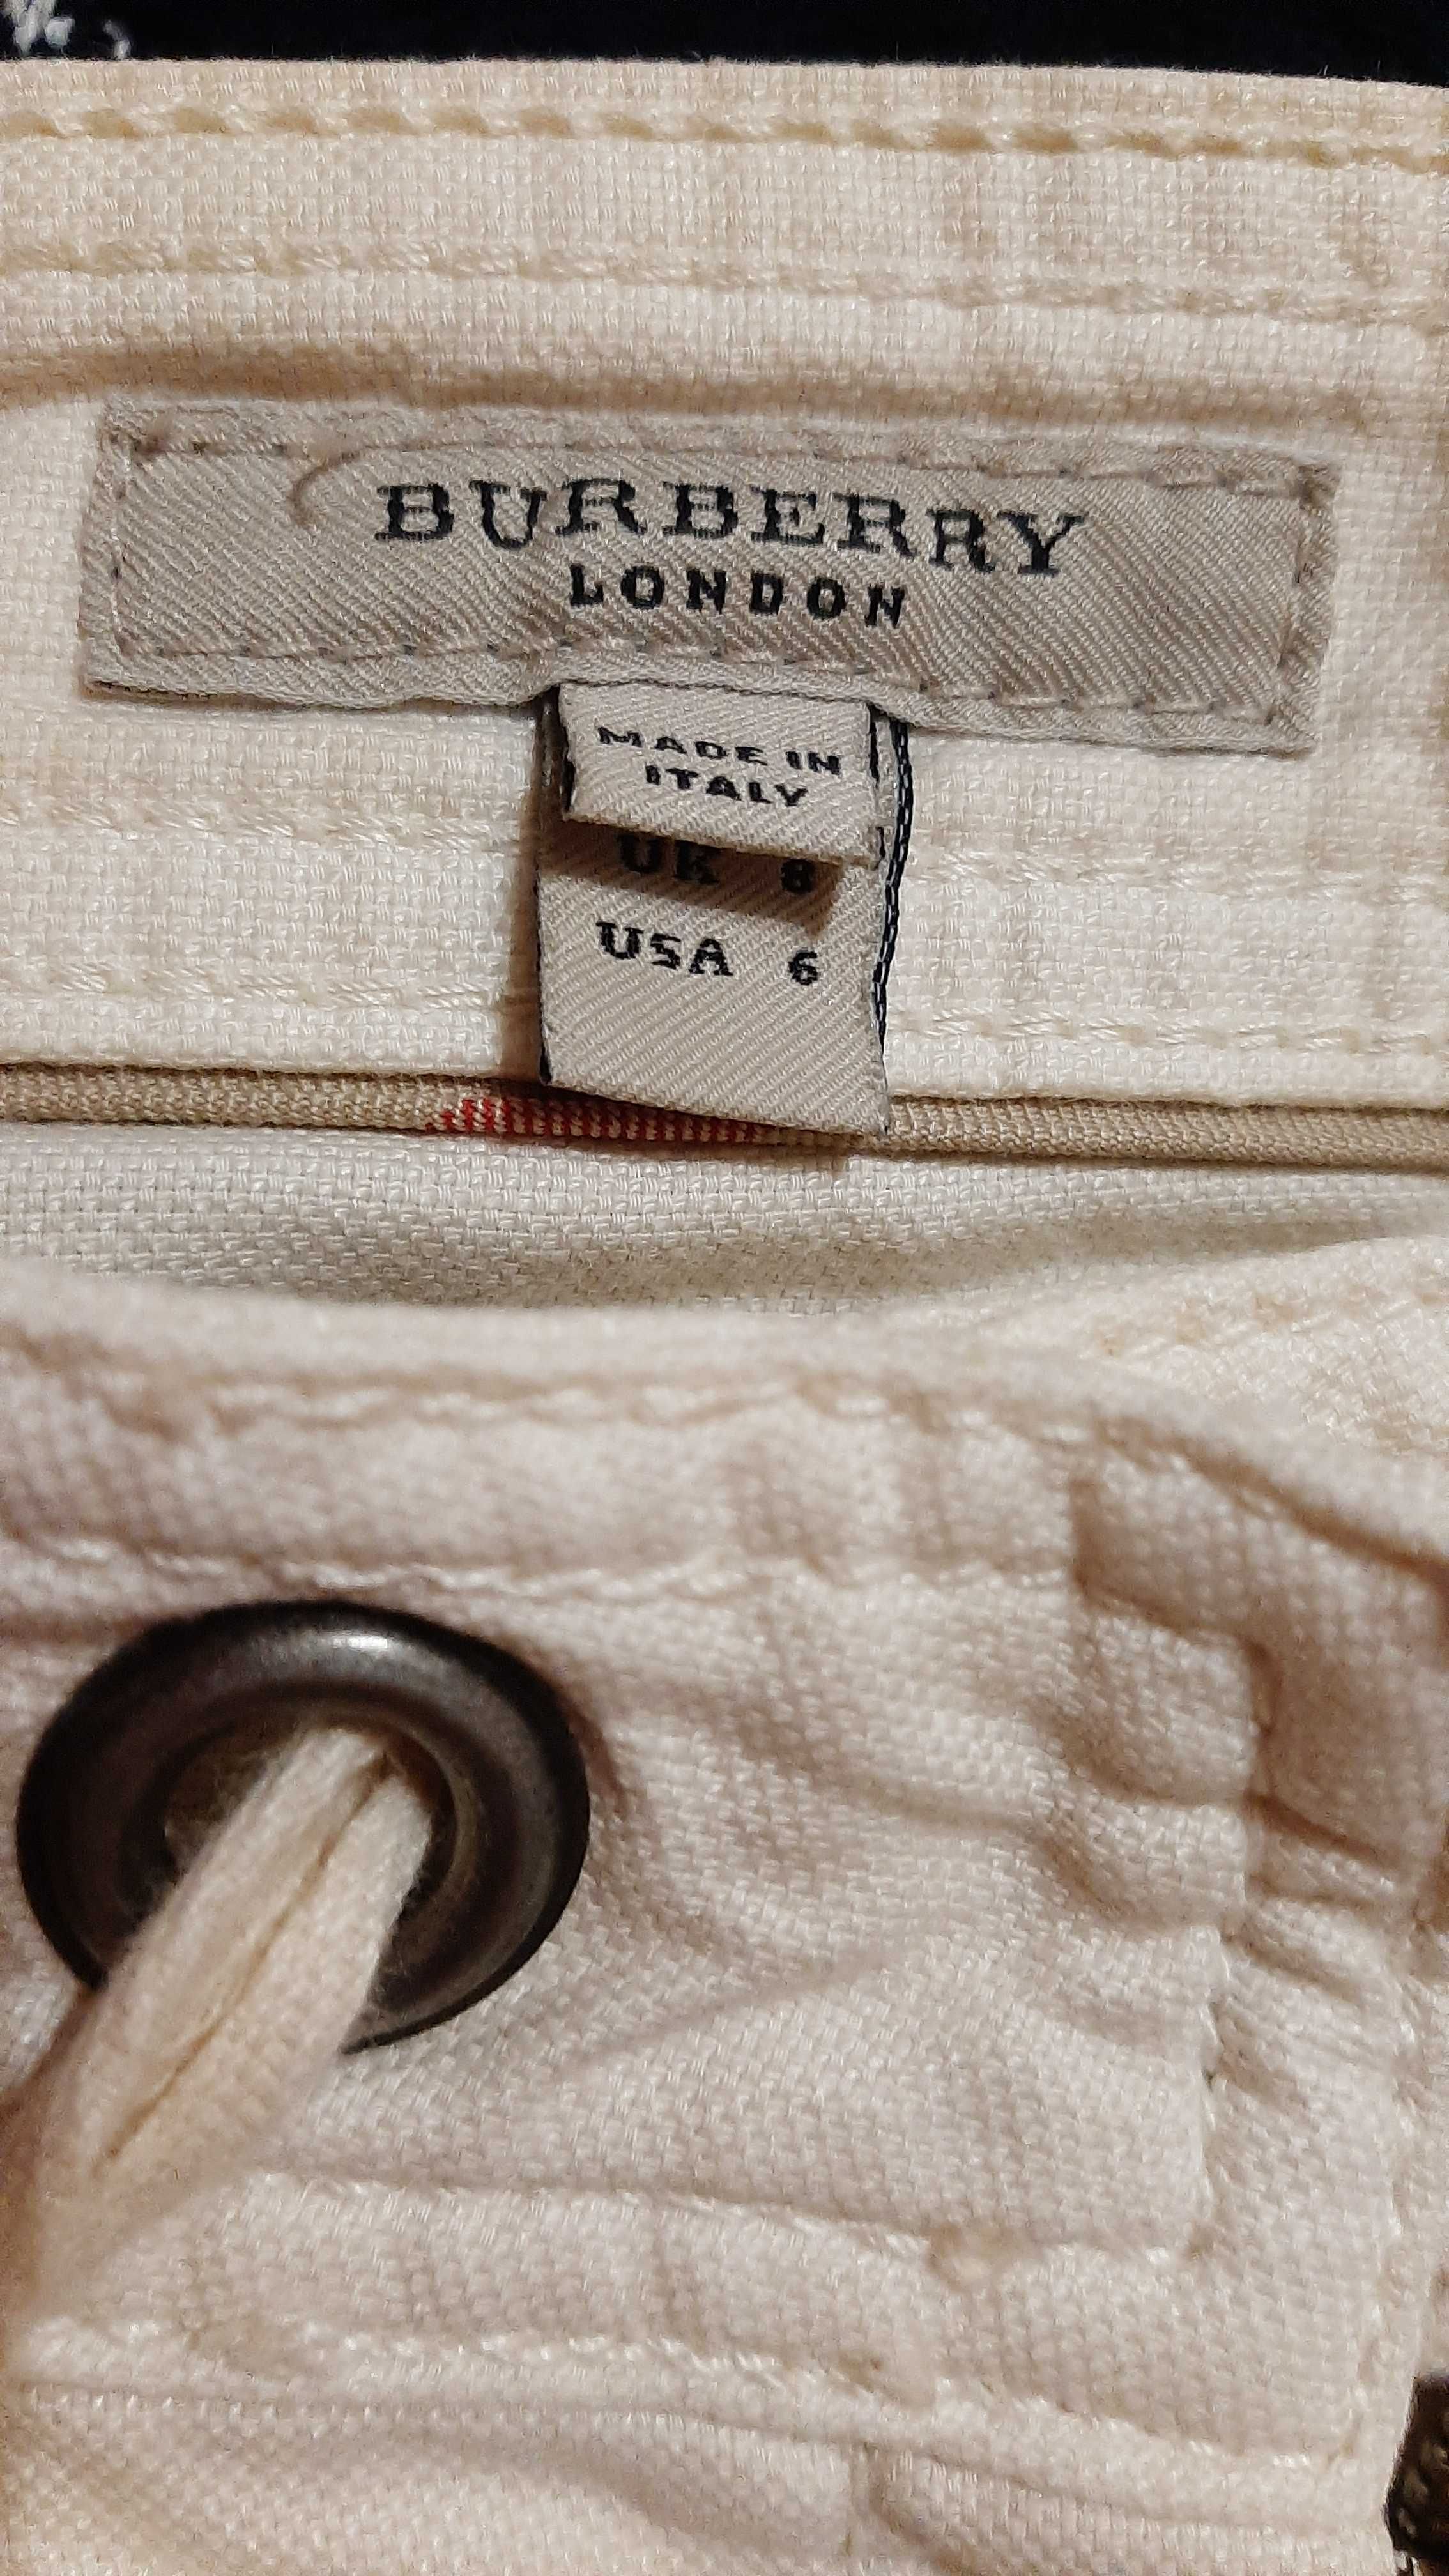 BURBERRY
LONDON
MADE IN
ITALY
UK 8
USA 6